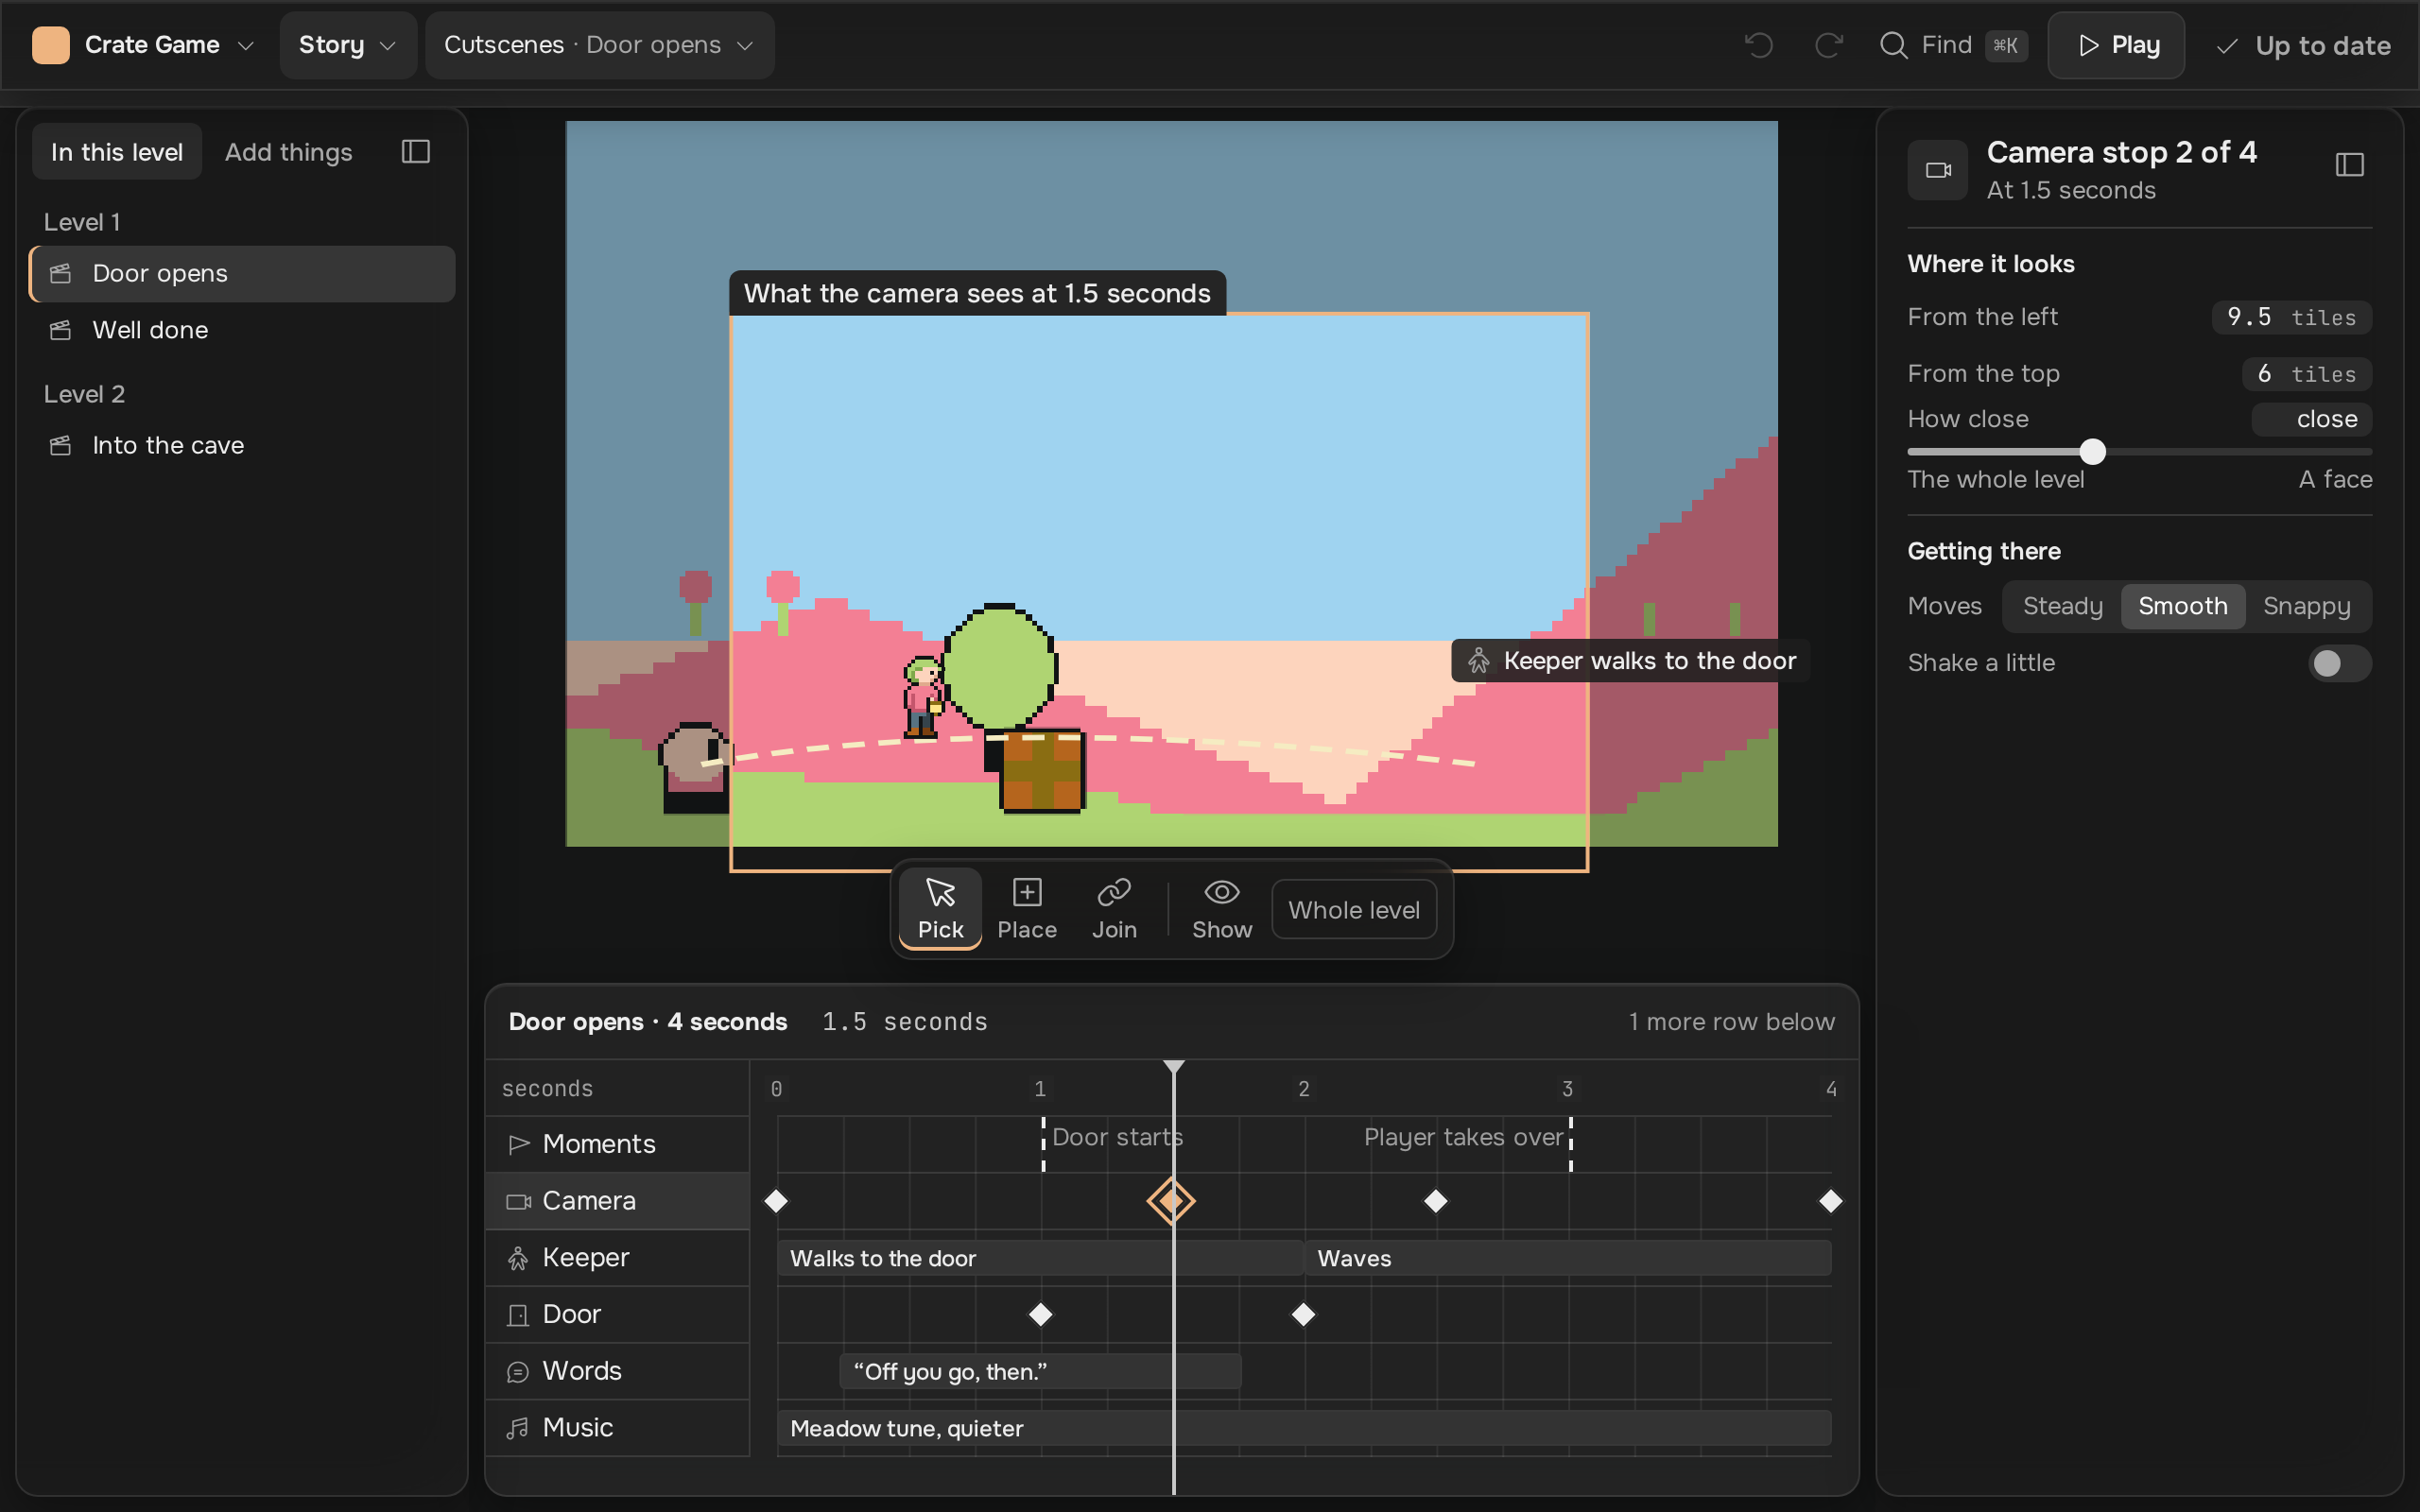 Crate Game
Story
Cutscenes · Door opens
Find ⌘K
Play
Up to date
In this level
Add things
Level 1
Door opens
Well done
Level 2
Into the cave
What the camera sees at 1.5 seconds
Keeper walks to the door
Pick
Place
Join
Show
Whole level
Camera stop 2 of 4
At 1.5 seconds
Where it looks
From the left 9.5 tiles
From the top 6 tiles
How close close
The whole level A face
Getting there
Moves Steady Smooth Snappy
Shake a little
Door opens · 4 seconds 1.5 seconds 1 more row below
seconds 0 1 2 3 4
Moments Door starts Player takes over
Camera
Keeper Walks to the door Waves
Door
Words “Off you go, then.”
Music Meadow tune, quieter